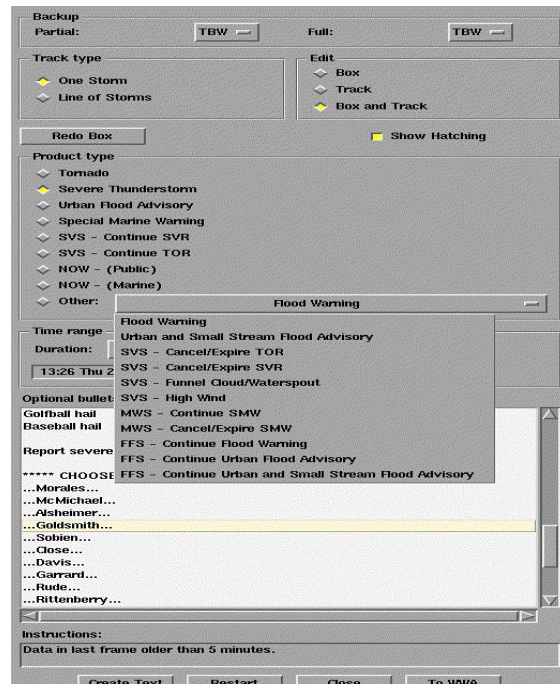 Backup
Partial: TBW Full: TBW
Track type
Edit
One Storm
Line of Storms
Box
Track
Box and Track
Redo Box
Show Hatching
Product type
Tornado
Severe Thunderstorm
Urban Flood Advisory
Special Marine Warning
SVS - Continue SVR
SVS - Continue TOR
NOW - (Public)
NOW - (Marine)
Other: Flood Warning
Flood Warning
Urban and Small Stream Flood Advisory
SVS - Cancel/Expire TOR
SVS - Cancel/Expire SVR
SVS - Funnel Cloud/Waterspout
SVS - High Wind
MWS - Continue SMW
MWS - Cancel/Expire SMW
FFS - Continue Flood Warning
FFS - Continue Urban Flood Advisory
FFS - Continue Urban and Small Stream Flood Advisory
Time range
Duration:
13:26 Thu 2
Optional bullet
Golfball hail
Baseball hail
Report severe
***** CHOOSE
...Morales...
...McMichael...
...Alsheimer...
...Goldsmith...
...Sobien...
...Close...
...Davis...
...Garrard...
...Rude...
...Rittenberry...
Instructions:
Data in last frame older than 5 minutes.
Create Text Restart Close To WWA